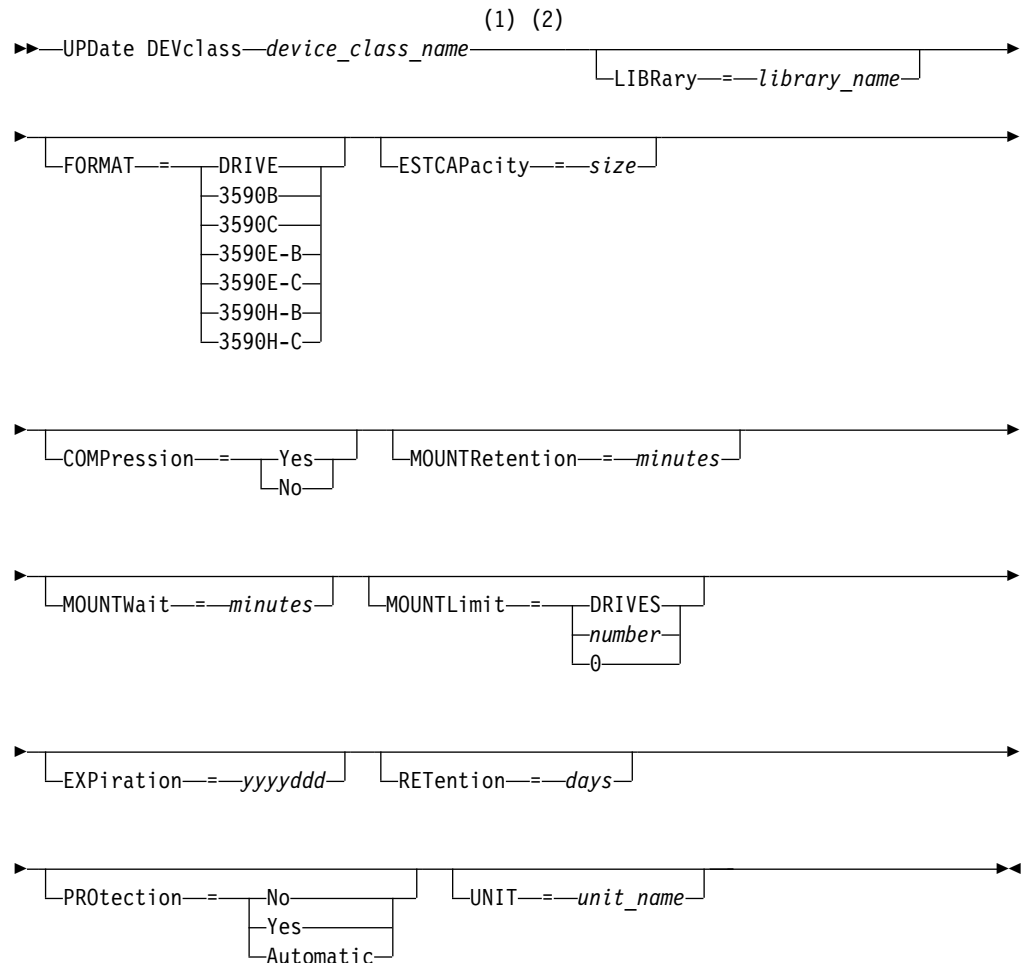 (1) (2)
UPDate DEVclass device_class_name
LIBRary = library_name
FORMAT = DRIVE ESTCAPacity = size
3590B
3590C
3590E-B
3590E-C
3590H-B
3590H-C
COMPression = Yes MOUNTRetention = minutes
No
MOUNTWait = minutes MOUNTLimit = DRIVES
number
0
EXPiration = yyyyddd RETention = days
PROtection = No UNIT = unit_name
Yes
Automatic